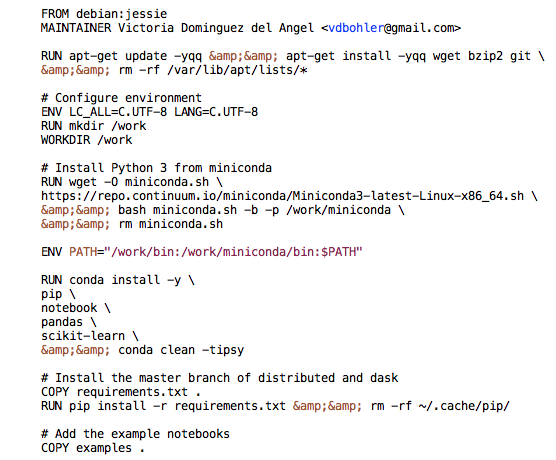 FROM debian:jessie
MAINTAINER Victoria Dominguez del Angel <vdbohler@gmail.com>
RUN apt-get update -yqq &amp;&amp; apt-get install -yqq wget bzip2 git \
&amp;&amp; rm -rf /var/lib/apt/lists/*
# Configure environment
ENV LC_ALL=C.UTF-8 LANG=C.UTF-8
RUN mkdir /work
WORKDIR /work
# Install Python 3 from miniconda
RUN wget -O miniconda.sh \
https://repo.continuum.io/miniconda/Miniconda3-latest-Linux-x86_64.sh \
&amp;&amp; bash miniconda.sh -b -p /work/miniconda \
&amp;&amp; rm miniconda.sh
ENV PATH="/work/bin:/work/miniconda/bin:$PATH"
RUN conda install -y \
pip \
notebook \
pandas \
scikit-learn \
&amp;&amp; conda clean -tipsy
# Install the master branch of distributed and dask
COPY requirements.txt .
RUN pip install -r requirements.txt &amp;&amp; rm -rf ~/.cache/pip/
# Add the example notebooks
COPY examples .